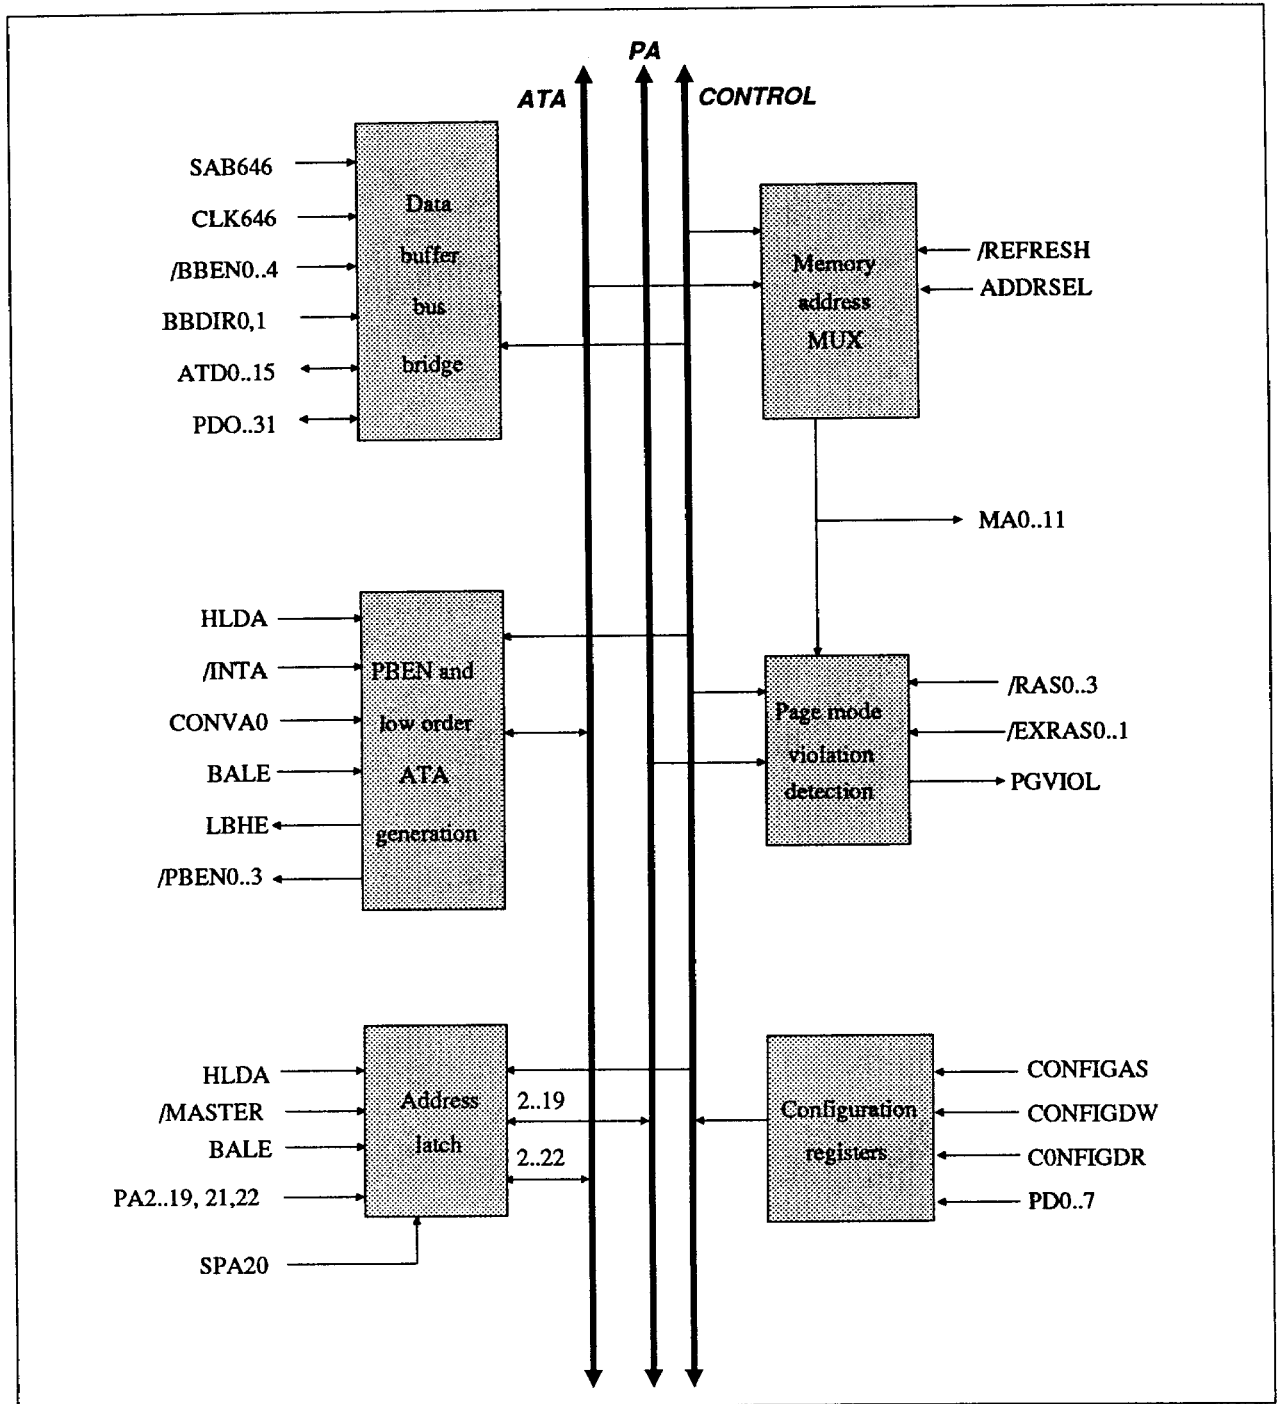 PA
ATA
CONTROL
SAB646
CLK646
/BBEN0..4
BBDIR0,1
ATD0..15
PDO..31
Data
buffer
bus
bridge
Memory
address
MUX
/REFRESH
ADDRSEL
MA0..11
HLDA
/INTA
CONVA0
BALE
LBHE
/PBEN0..3
PBEN and
low order
ATA
generation
Page mode
violation
detection
/RAS0..3
/EXRAS0..1
PGVIOL
HLDA
/MASTER
BALE
PA2..19, 21,22
SPA20
Address
latch
2..19
2..22
Configuration
registers
CONFIGAS
CONFIGDW
C0NFIGDR
PD0..7